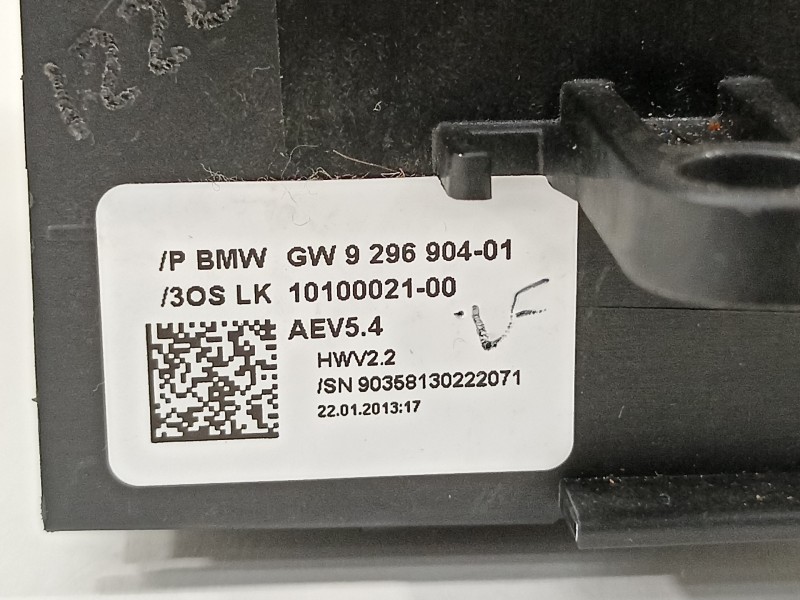 /P BMW GW 9 296 904-01
/3OS LK 10100021-00
AEV5.4
HWV2.2
/SN 90358130222071
22.01.2013:17